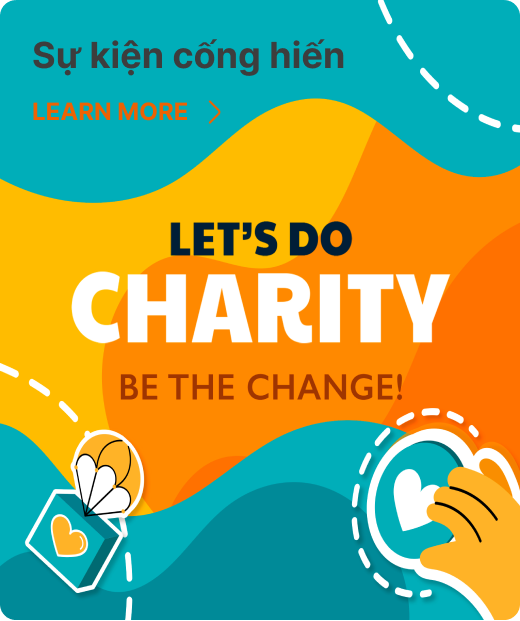 Sự kiện cống hiến
LEARN MORE
LET'S DO
CHARITY
BE THE CHANGE!